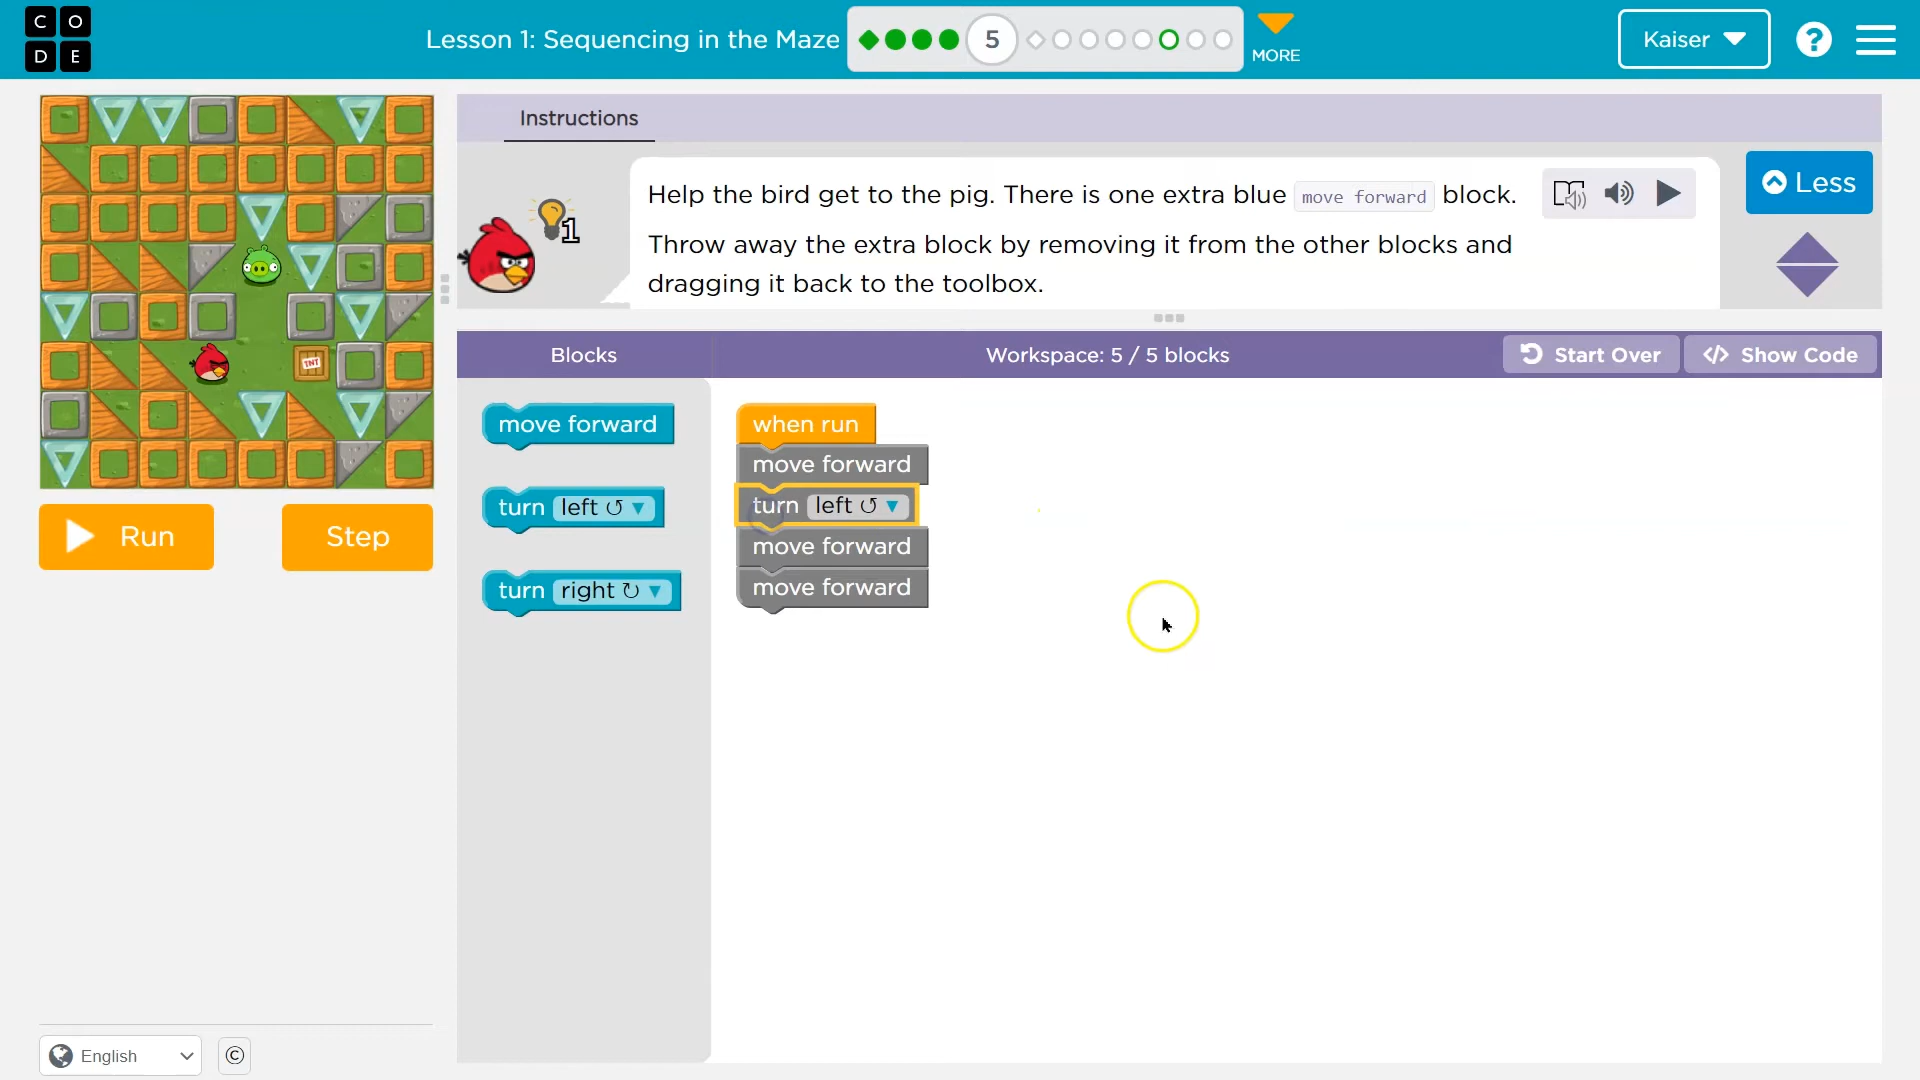 C O
D E
Lesson 1: Sequencing in the Maze
5
MORE
Kaiser
?
Instructions
1
Help the bird get to the pig. There is one extra blue move forward block.
Throw away the extra block by removing it from the other blocks and
dragging it back to the toolbox.
Less
TNT
Blocks
Workspace: 5 / 5 blocks
Start Over
</> Show Code
move forward
turn left ↺ ▼
turn right ↻ ▼
when run
move forward
turn left ↺ ▼
move forward
move forward
Run
Step
English
©